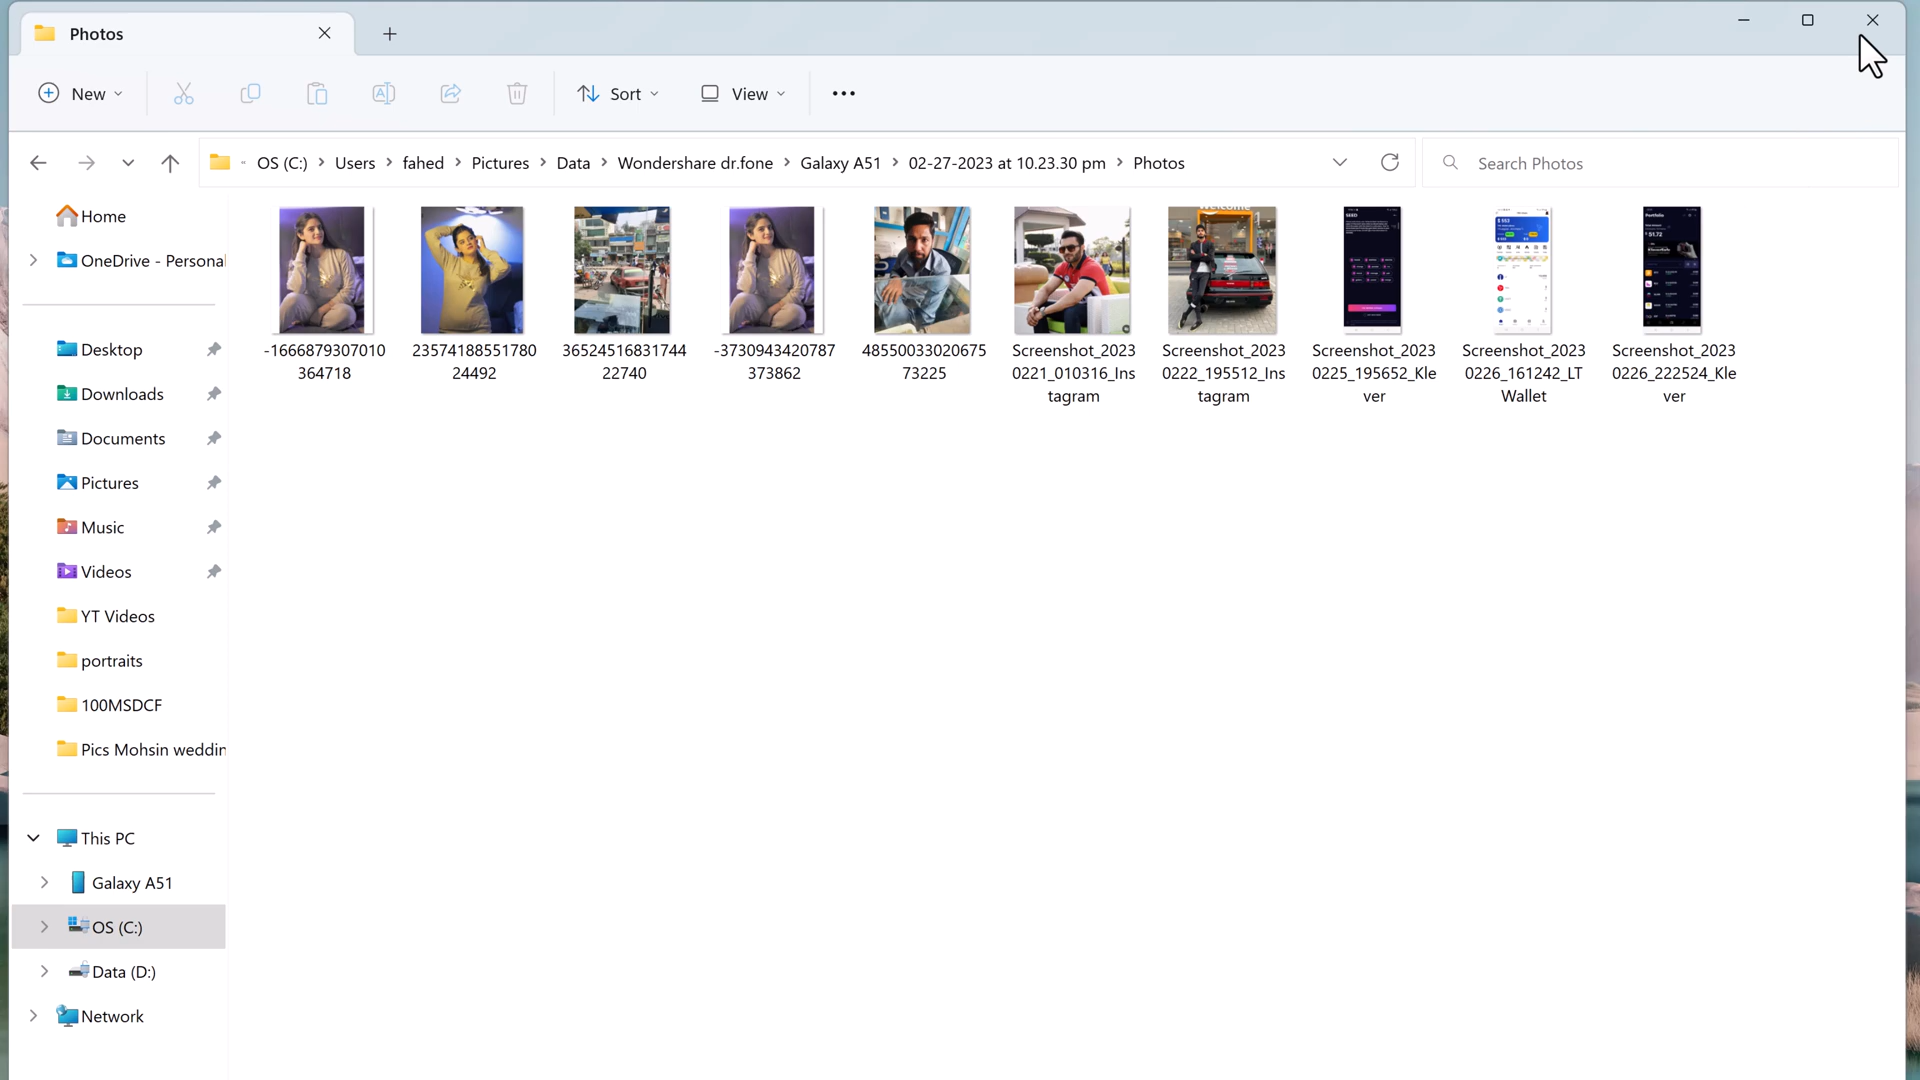 Photos
New
Sort
View
OS (C:) Users fahed Pictures Data Wondershare dr.fone Galaxy A51 02-27-2023 at 10.23.30 pm Photos
Search Photos
Home
OneDrive - Persona
Desktop
Downloads
Documents
Pictures
Music
Videos
YT Videos
portraits
100MSDCF
Pics Mohsin weddin
This PC
Galaxy A51
OS (C:)
Data (D:)
Network
-1666879307010
364718
23574188551780
24492
36524516831744
22740
-3730943420787
373862
48550033020675
73225
Screenshot_2023
0221_010316_Ins
tagram
Screenshot_2023
0222_195512_Ins
tagram
Screenshot_2023
0225_195652_Kle
ver
Screenshot_2023
0226_161242_LT
Wallet
Screenshot_2023
0226_222524_Kle
ver